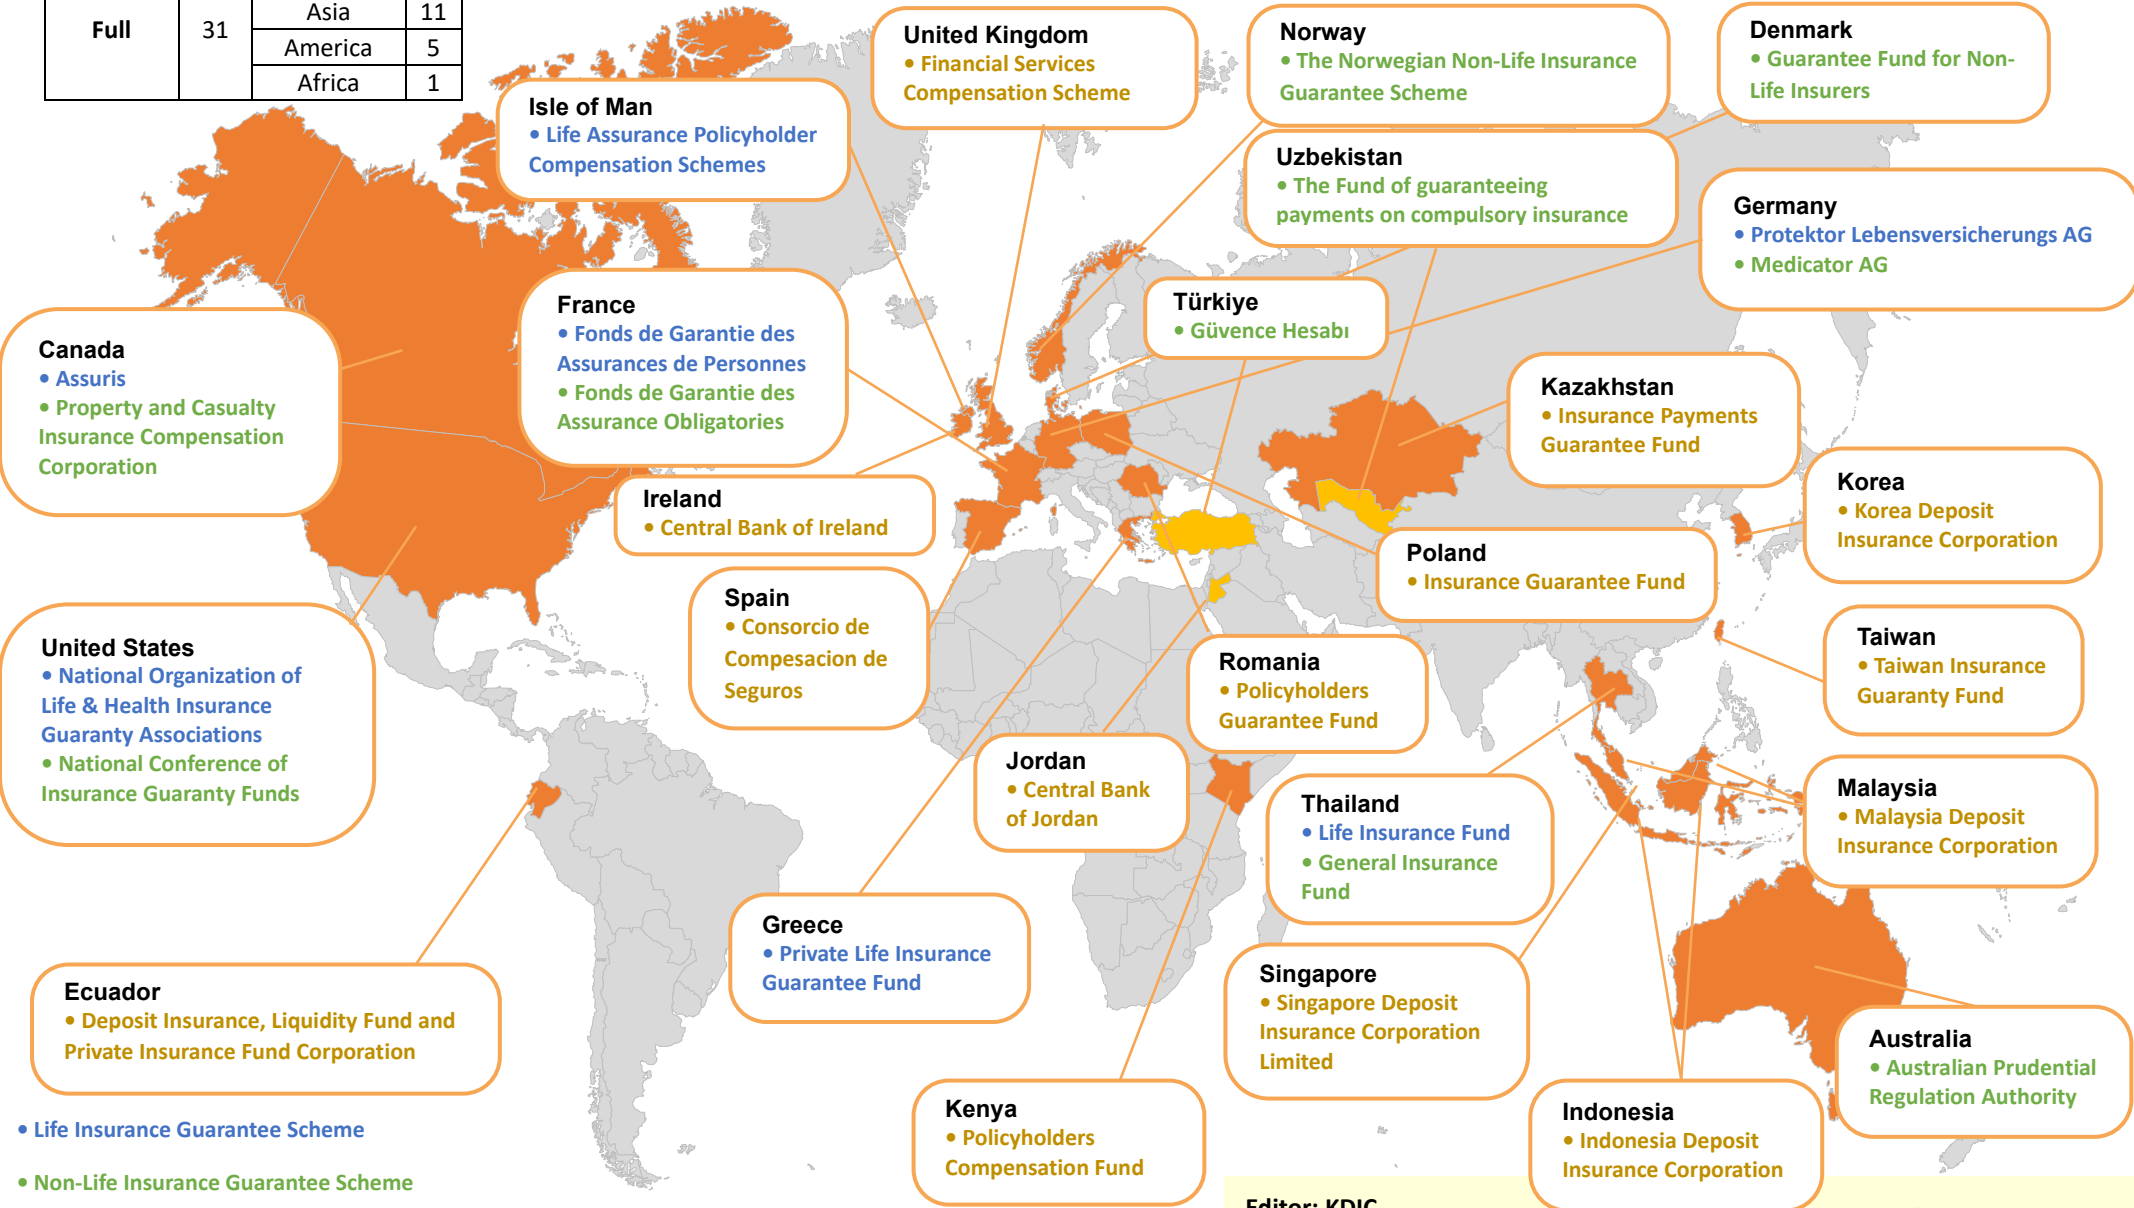 Full 31 Asia 11
America 5
Africa 1
United Kingdom
• Financial Services
Compensation Scheme
Norway
• The Norwegian Non-Life Insurance
Guarantee Scheme
Denmark
• Guarantee Fund for Non-
Life Insurers
Isle of Man
• Life Assurance Policyholder
Compensation Schemes
Uzbekistan
• The Fund of guaranteeing
payments on compulsory insurance
Germany
• Protektor Lebensversicherungs AG
• Medicator AG
France
• Fonds de Garantie des
Assurances de Personnes
• Fonds de Garantie des
Assurance Obligatories
Türkiye
• Güvence Hesabı
Canada
• Assuris
• Property and Casualty
Insurance Compensation
Corporation
Kazakhstan
• Insurance Payments
Guarantee Fund
Korea
• Korea Deposit
Insurance Corporation
Ireland
• Central Bank of Ireland
Poland
• Insurance Guarantee Fund
Spain
• Consorcio de
Compesacion de
Seguros
United States
• National Organization of
Life & Health Insurance
Guaranty Associations
• National Conference of
Insurance Guaranty Funds
Romania
• Policyholders
Guarantee Fund
Taiwan
• Taiwan Insurance
Guaranty Fund
Jordan
• Central Bank
of Jordan
Thailand
• Life Insurance Fund
• General Insurance
Fund
Malaysia
• Malaysia Deposit
Insurance Corporation
Greece
• Private Life Insurance
Guarantee Fund
Singapore
• Singapore Deposit
Insurance Corporation
Limited
Ecuador
• Deposit Insurance, Liquidity Fund and
Private Insurance Fund Corporation
Australia
• Australian Prudential
Regulation Authority
Kenya
• Policyholders
Compensation Fund
Indonesia
• Indonesia Deposit
Insurance Corporation
• Life Insurance Guarantee Scheme
• Non-Life Insurance Guarantee Scheme
Editor: KDIC